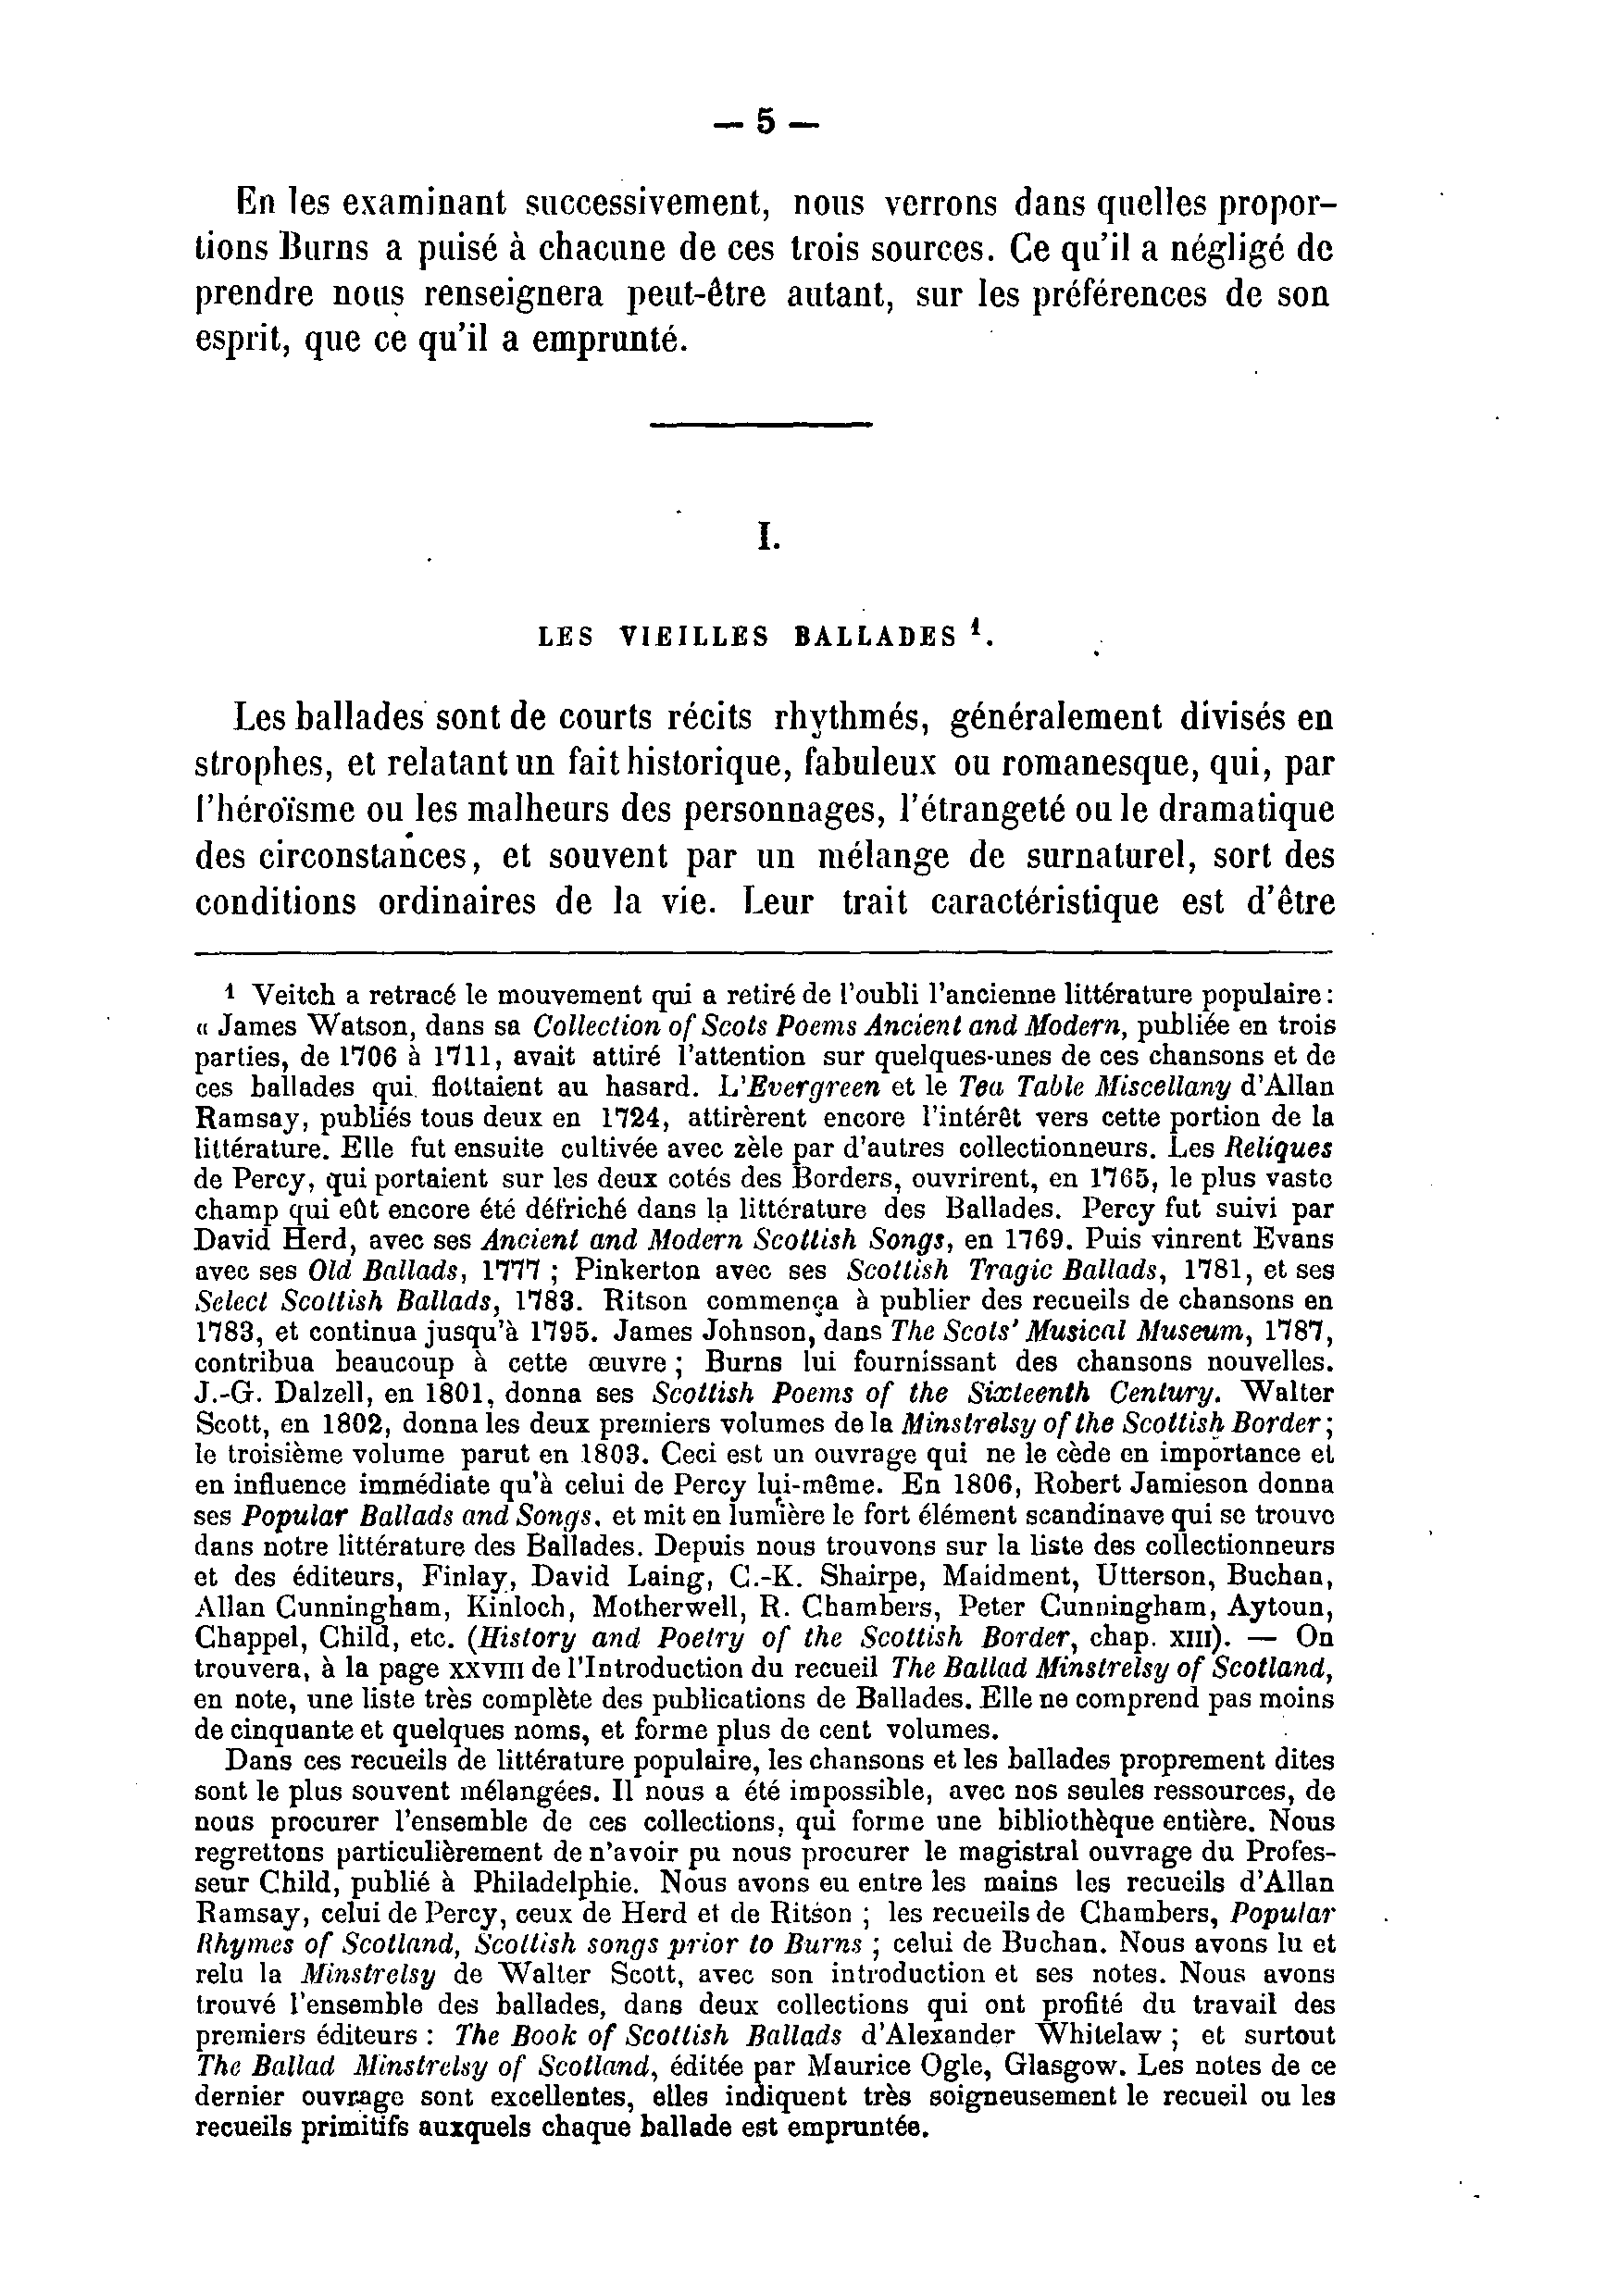 — 5 —
En les examinant successivement, nous verrons dans quelles propor-
tions Burns a puisé à chacune de ces trois sources. Ce qu'il a négligé de
prendre nous renseignera peut-être autant, sur les préférences de son
esprit, que ce qu'il a emprunté.
I.
LES VIEILLES BALLADES 1.
Les ballades sont de courts récits rhythmés, généralement divisés en
strophes, et relatant un fait historique, fabuleux ou romanesque, qui, par
l'héroïsme ou les malheurs des personnages, l'étrangeté ou le dramatique
des circonstances, et souvent par un mélange de surnaturel, sort des
conditions ordinaires de la vie. Leur trait caractéristique est d'être
1 Veitch a retracé le mouvement qui a retiré de l'oubli l'ancienne littérature populaire :
« James Watson, dans sa Collection of Scots Poems Ancient and Modern, publiée en trois
parties, de 1706 à 1711, avait attiré l'attention sur quelques-unes de ces chansons et de
ces ballades qui flottaient au hasard. L'Evergreen et le Tea Table Miscellany d'Allan
Ramsay, publiés tous deux en 1724, attirèrent encore l'intérêt vers cette portion de la
littérature. Elle fut ensuite cultivée avec zèle par d'autres collectionneurs. Les Reliques
de Percy, qui portaient sur les deux cotés des Borders, ouvrirent, en 1765, le plus vaste
champ qui eût encore été défriché dans la littérature des Ballades. Percy fut suivi par
David Herd, avec ses Ancient and Modern Scottish Songs, en 1769. Puis vinrent Evans
avec ses Old Ballads, 1777 ; Pinkerton avec ses Scottish Tragic Ballads, 1781, et ses
Select Scottish Ballads, 1783. Ritson commença à publier des recueils de chansons en
1783, et continua jusqu'à 1795. James Johnson, dans The Scots' Musical Museum, 1787,
contribua beaucoup à cette œuvre ; Burns lui fournissant des chansons nouvelles.
J.-G. Dalzell, en 1801, donna ses Scottish Poems of the Sixteenth Century. Walter
Scott, en 1802, donna les deux premiers volumes de la Minstrelsy of the Scottish Border ;
le troisième volume parut en 1803. Ceci est un ouvrage qui ne le cède en importance et
en influence immédiate qu'à celui de Percy lui-même. En 1806, Robert Jamieson donna
ses Popular Ballads and Songs, et mit en lumière le fort élément scandinave qui se trouve
dans notre littérature des Ballades. Depuis nous trouvons sur la liste des collectionneurs
et des éditeurs, Finlay, David Laing, C.-K. Shairpe, Maidment, Utterson, Buchan,
Allan Cunningham, Kinloch, Motherwell, R. Chambers, Peter Cunningham, Aytoun,
Chappel, Child, etc. (History and Poetry of the Scottish Border, chap. XIII). — On
trouvera, à la page XXVIII de l'Introduction du recueil The Ballad Minstrelsy of Scotland,
en note, une liste très complète des publications de Ballades. Elle ne comprend pas moins
de cinquante et quelques noms, et forme plus de cent volumes.
Dans ces recueils de littérature populaire, les chansons et les ballades proprement dites
sont le plus souvent mélangées. Il nous a été impossible, avec nos seules ressources, de
nous procurer l'ensemble de ces collections, qui forme une bibliothèque entière. Nous
regrettons particulièrement de n'avoir pu nous procurer le magistral ouvrage du Profes-
seur Child, publié à Philadelphie. Nous avons eu entre les mains les recueils d'Allan
Ramsay, celui de Percy, ceux de Herd et de Ritson ; les recueils de Chambers, Popular
Rhymes of Scotland, Scottish songs prior to Burns ; celui de Buchan. Nous avons lu et
relu la Minstrelsy de Walter Scott, avec son introduction et ses notes. Nous avons
trouvé l'ensemble des ballades, dans deux collections qui ont profité du travail des
premiers éditeurs : The Book of Scottish Ballads d'Alexander Whitelaw ; et surtout
The Ballad Minstrelsy of Scotland, éditée par Maurice Ogle, Glasgow. Les notes de ce
dernier ouvrage sont excellentes, elles indiquent très soigneusement le recueil ou les
recueils primitifs auxquels chaque ballade est empruntée.